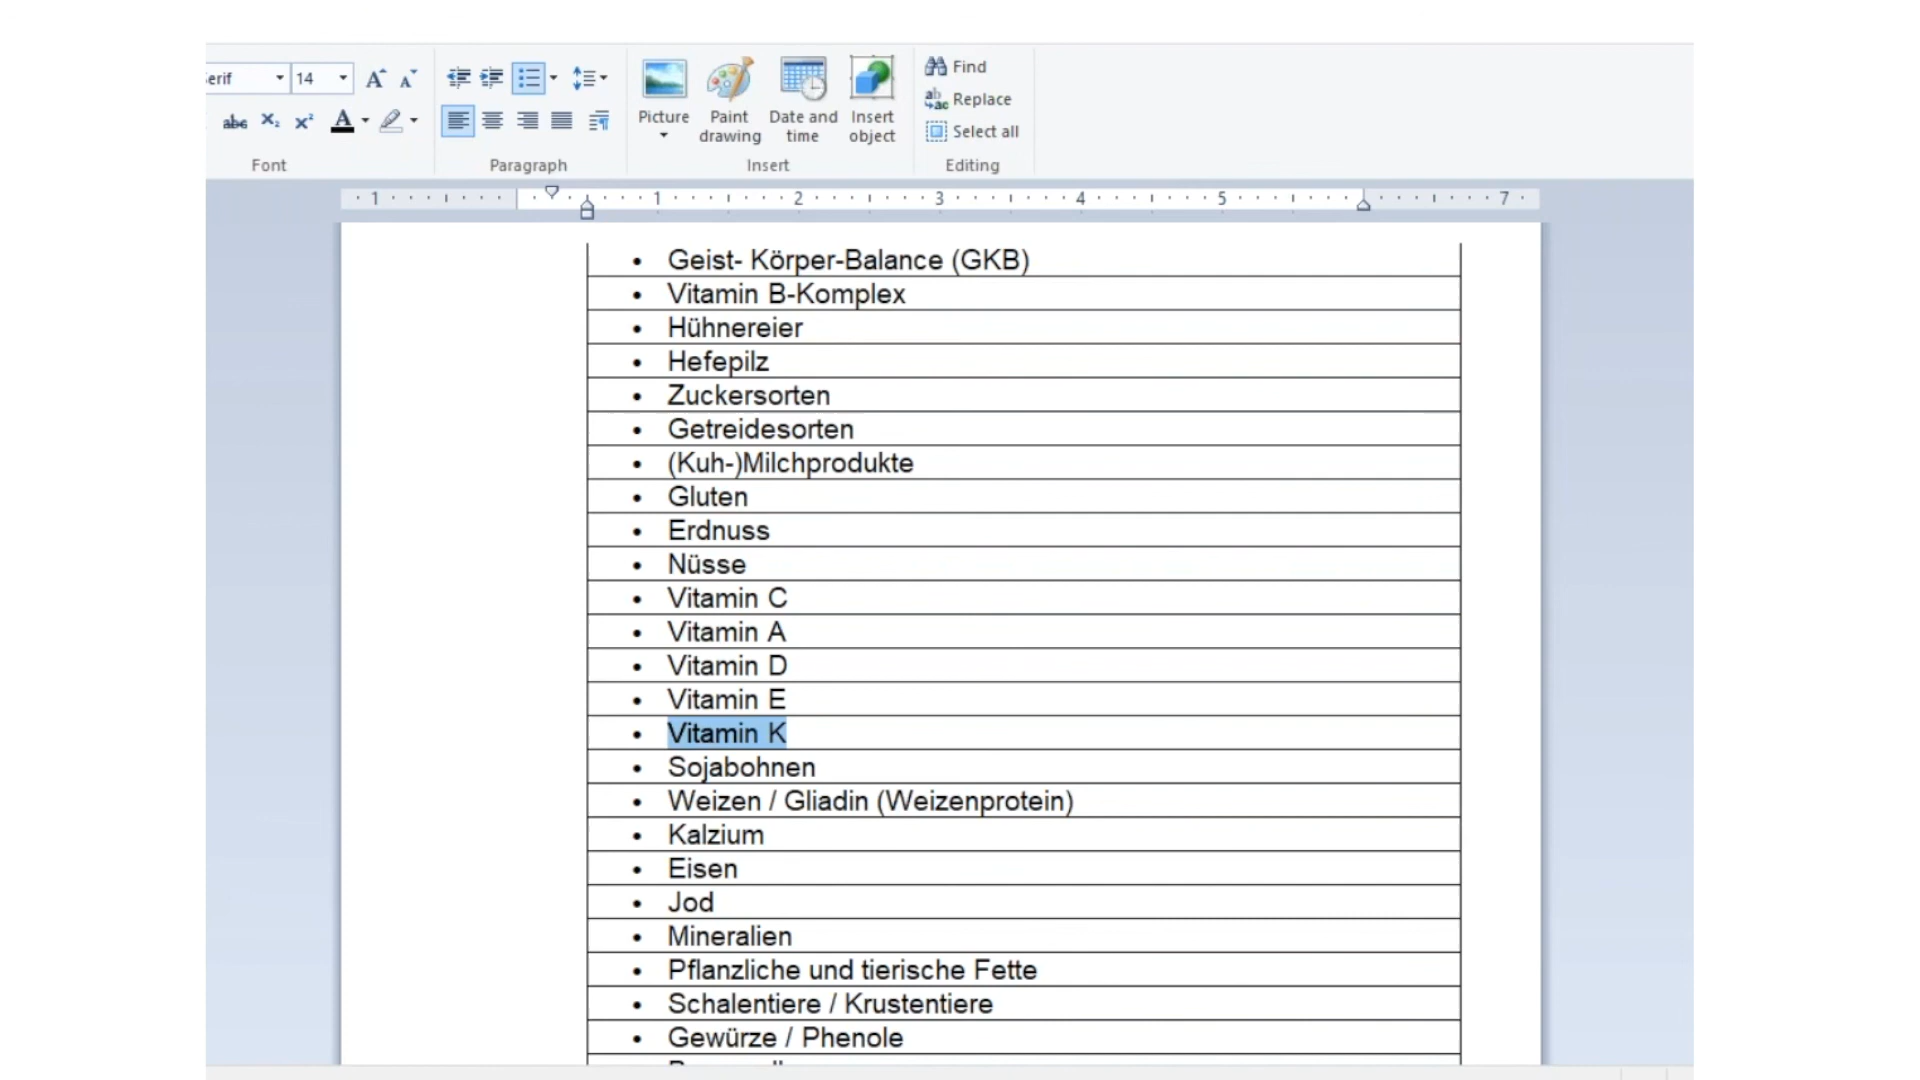 14
A A
abc X₂ X² A
Font
Paragraph
Picture
Paint drawing
Date and time
Insert object
Insert
Find
Replace
Select all
Editing
1 1 2 3 4 5 7
• Geist- Körper-Balance (GKB)
• Vitamin B-Komplex
• Hühnereier
• Hefepilz
• Zuckersorten
• Getreidesorten
• (Kuh-)Milchprodukte
• Gluten
• Erdnuss
• Nüsse
• Vitamin C
• Vitamin A
• Vitamin D
• Vitamin E
• Vitamin K
• Sojabohnen
• Weizen / Gliadin (Weizenprotein)
• Kalzium
• Eisen
• Jod
• Mineralien
• Pflanzliche und tierische Fette
• Schalentiere / Krustentiere
• Gewürze / Phenole